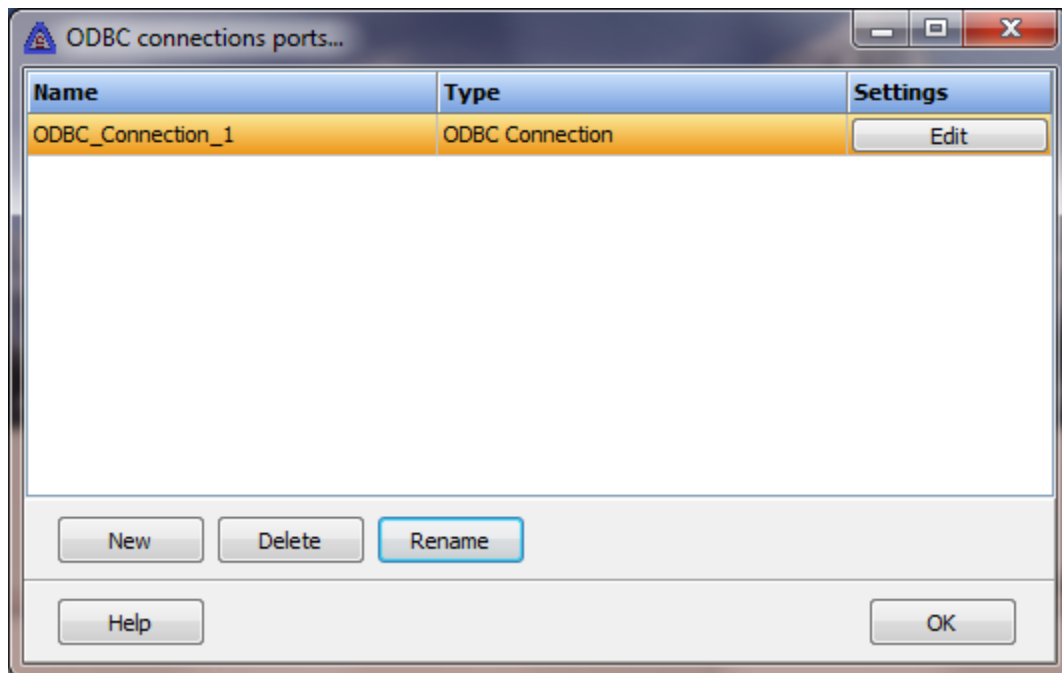 ODBC connections ports...
Name Type Settings
ODBC_Connection_1 ODBC Connection Edit
New Delete Rename
Help OK